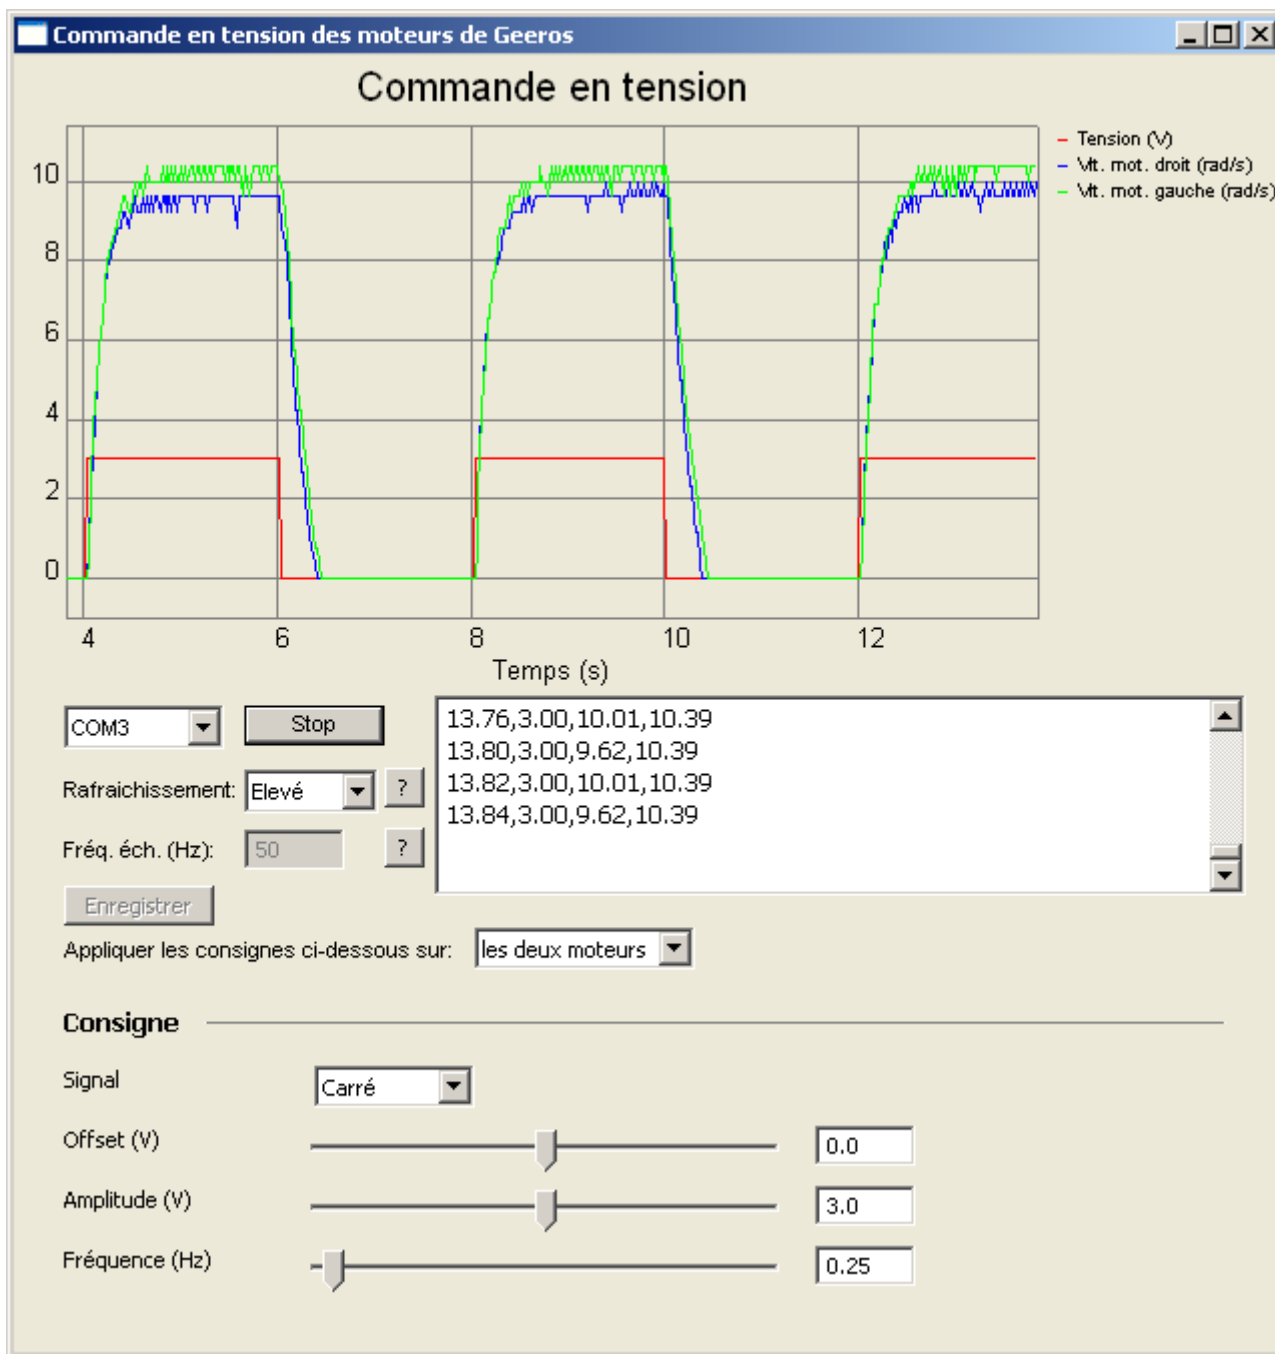 Commande en tension des moteurs de Geeros
Commande en tension
Tension (V)
Vit. mot. droit (rad/s)
Vit. mot. gauche (rad/s)
10
8
6
4
2
0
4 6 8 10 12
Temps (s)
COM3 Stop
Rafraichissement: Elevé ?
Fréq. éch. (Hz): 50 ?
Enregistrer
13.76,3.00,10.01,10.39
13.80,3.00,9.62,10.39
13.82,3.00,10.01,10.39
13.84,3.00,9.62,10.39
Appliquer les consignes ci-dessous sur: les deux moteurs
Consigne
Signal Carré
Offset (V) 0.0
Amplitude (V) 3.0
Fréquence (Hz) 0.25